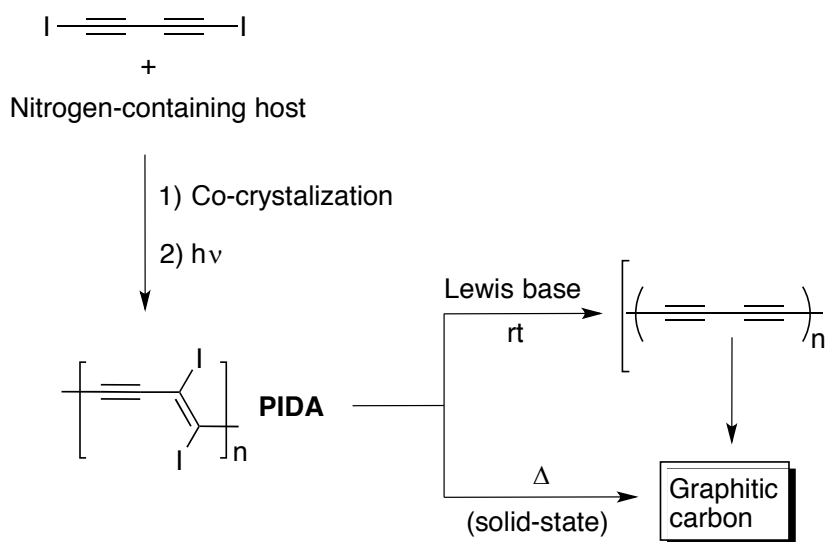 I I
+
Nitrogen-containing host
1) Co-crystalization
2) hν
I
I
n
PIDA
Lewis base
rt
n
Δ
(solid-state)
Graphitic
carbon